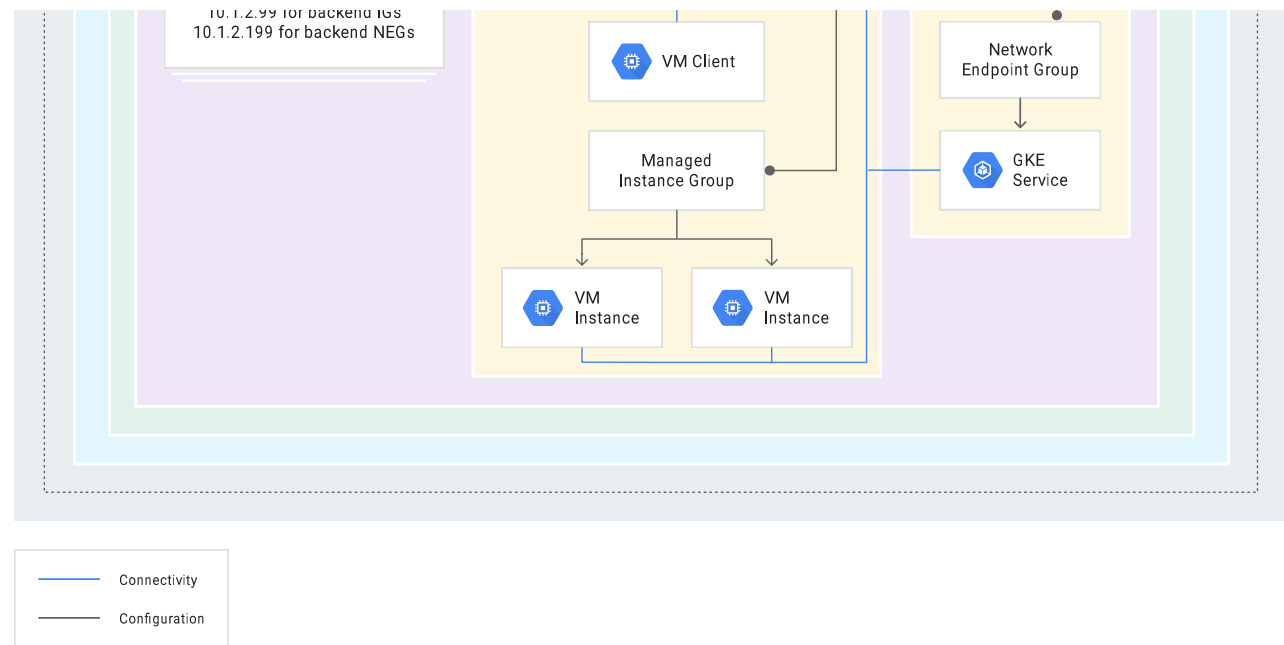 10.1.2.99 for backend IGs
10.1.2.199 for backend NEGs
VM Client
Network
Endpoint Group
Managed
Instance Group
GKE
Service
VM
Instance
VM
Instance
Connectivity
Configuration